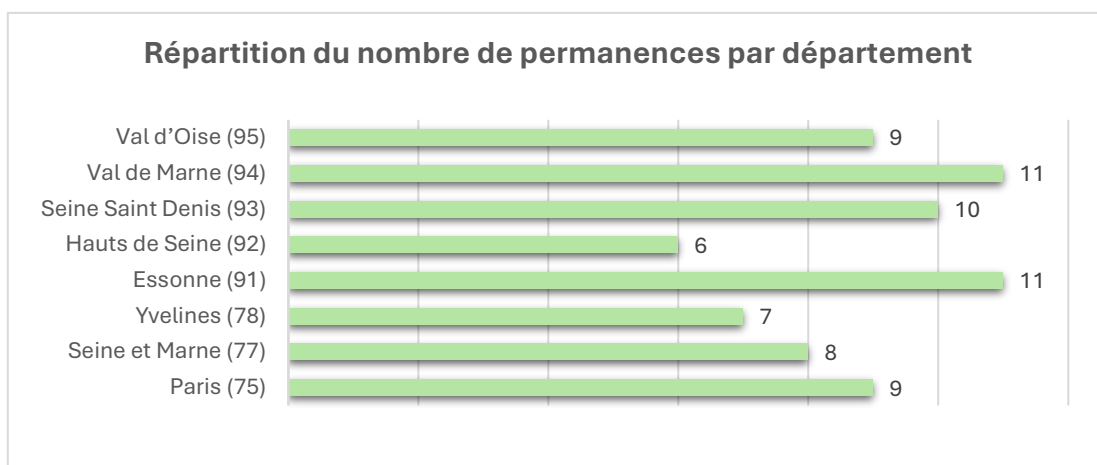 Répartition du nombre de permanences par département
Val d’Oise (95) 9
Val de Marne (94) 11
Seine Saint Denis (93) 10
Hauts de Seine (92) 6
Essonne (91) 11
Yvelines (78) 7
Seine et Marne (77) 8
Paris (75) 9